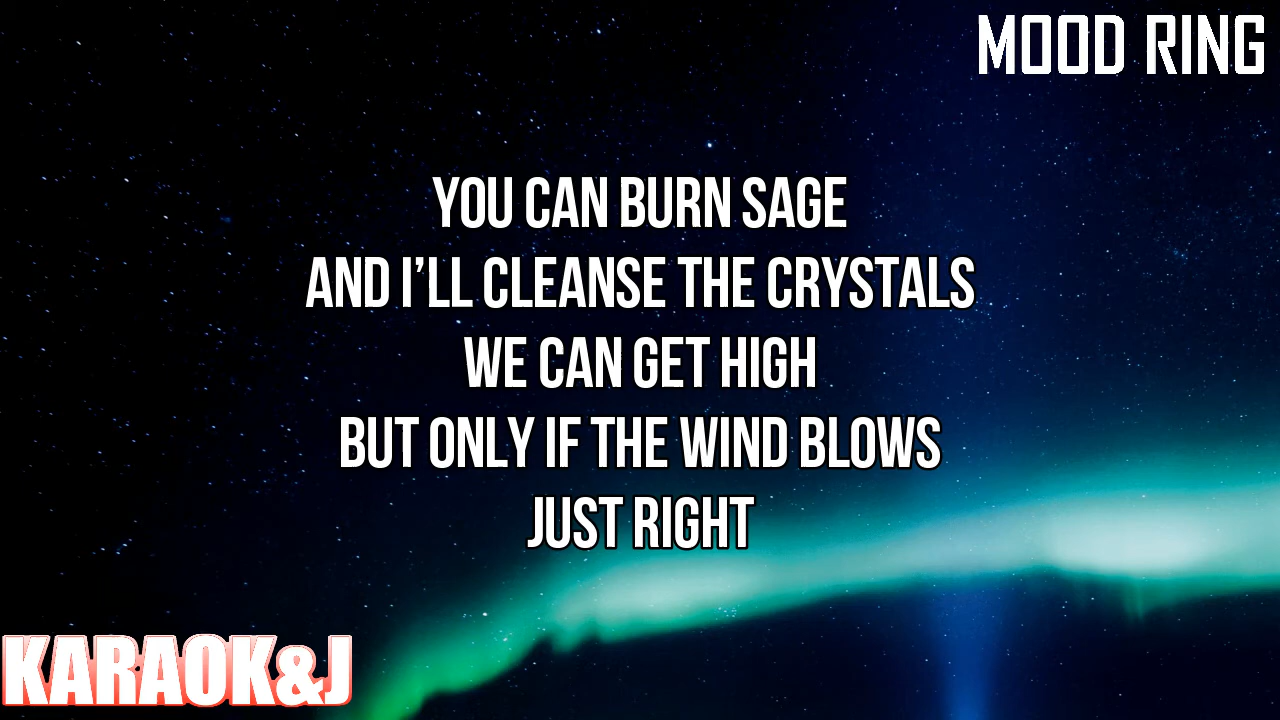 MOOD RING
YOU CAN BURN SAGE
AND I’LL CLEANSE THE CRYSTALS
WE CAN GET HIGH
BUT ONLY IF THE WIND BLOWS
JUST RIGHT
KARAOK&J